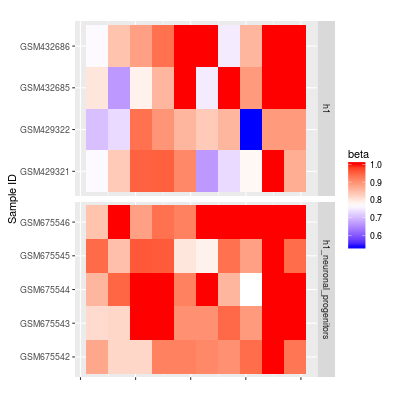 GSM432686
GSM432685
GSM429322
GSM429321
GSM675546
GSM675545
GSM675544
GSM675543
GSM675542
Sample ID
h1
h1_neuronal_progenitors
beta
1.0
0.9
0.8
0.7
0.6